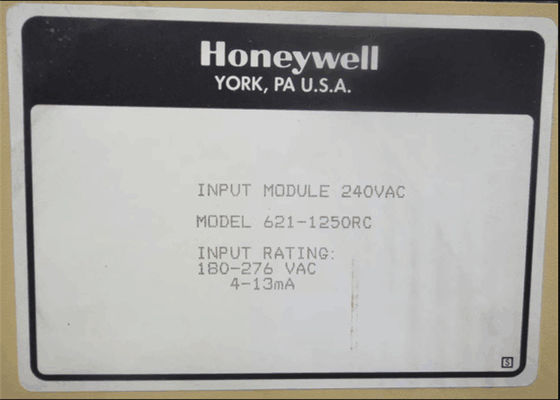 Honeywell
YORK, PA U.S.A.
INPUT MODULE 240VAC
MODEL 621-1250RC
INPUT RATING:
180-276 VAC
4-13mA
S